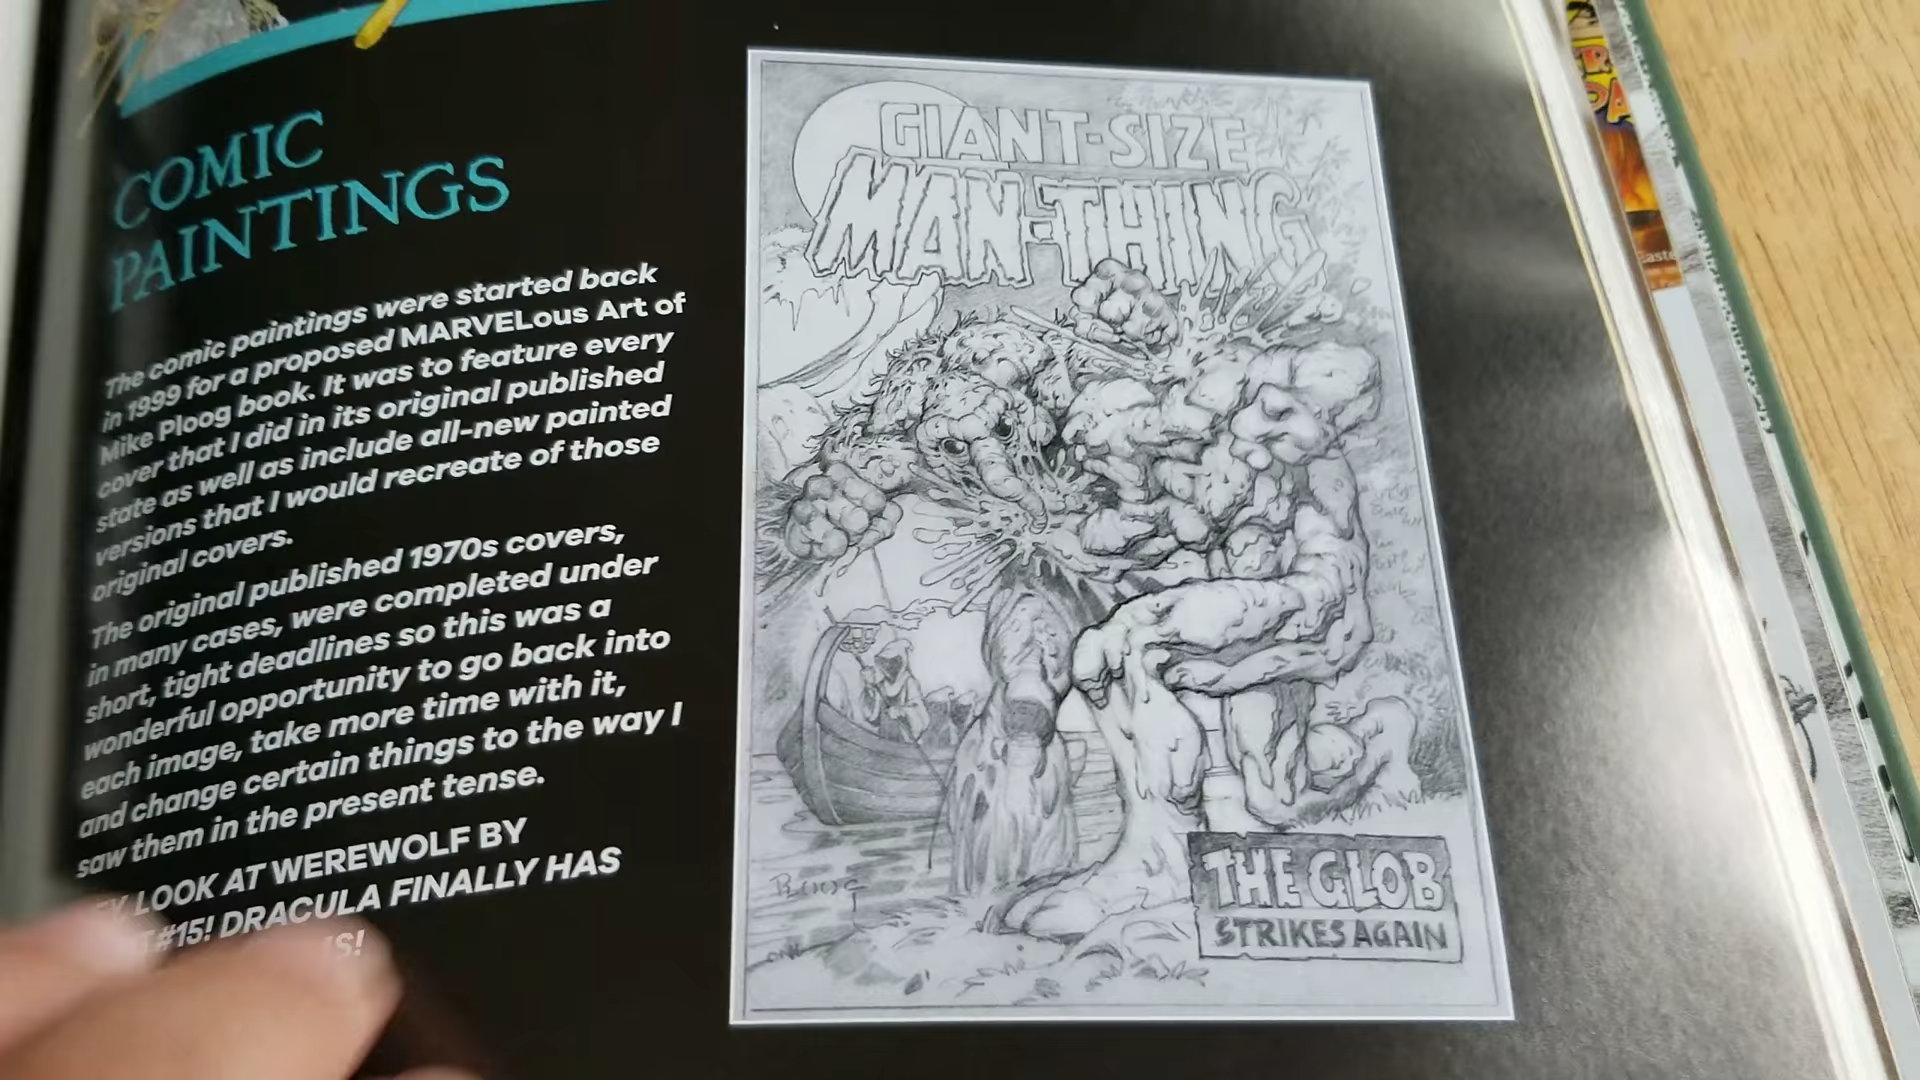 COMIC
PAINTINGS
The comic paintings were started back
in 1999 for a proposed MARVELous Art of
Mike Ploog book. It was to feature every
cover that I did in its original published
state as well as include all-new painted
versions that I would recreate of those
original covers.
The original published 1970s covers,
in many cases, were completed under
short, tight deadlines so this was a
wonderful opportunity to go back into
each image, take more time with it,
and change certain things to the way I
saw them in the present tense.
LOOK AT WEREWOLF BY
#15! DRACULA FINALLY HAS
GIANT-SIZE
MAN-THING
PLOOG
THE GLOB
STRIKES AGAIN